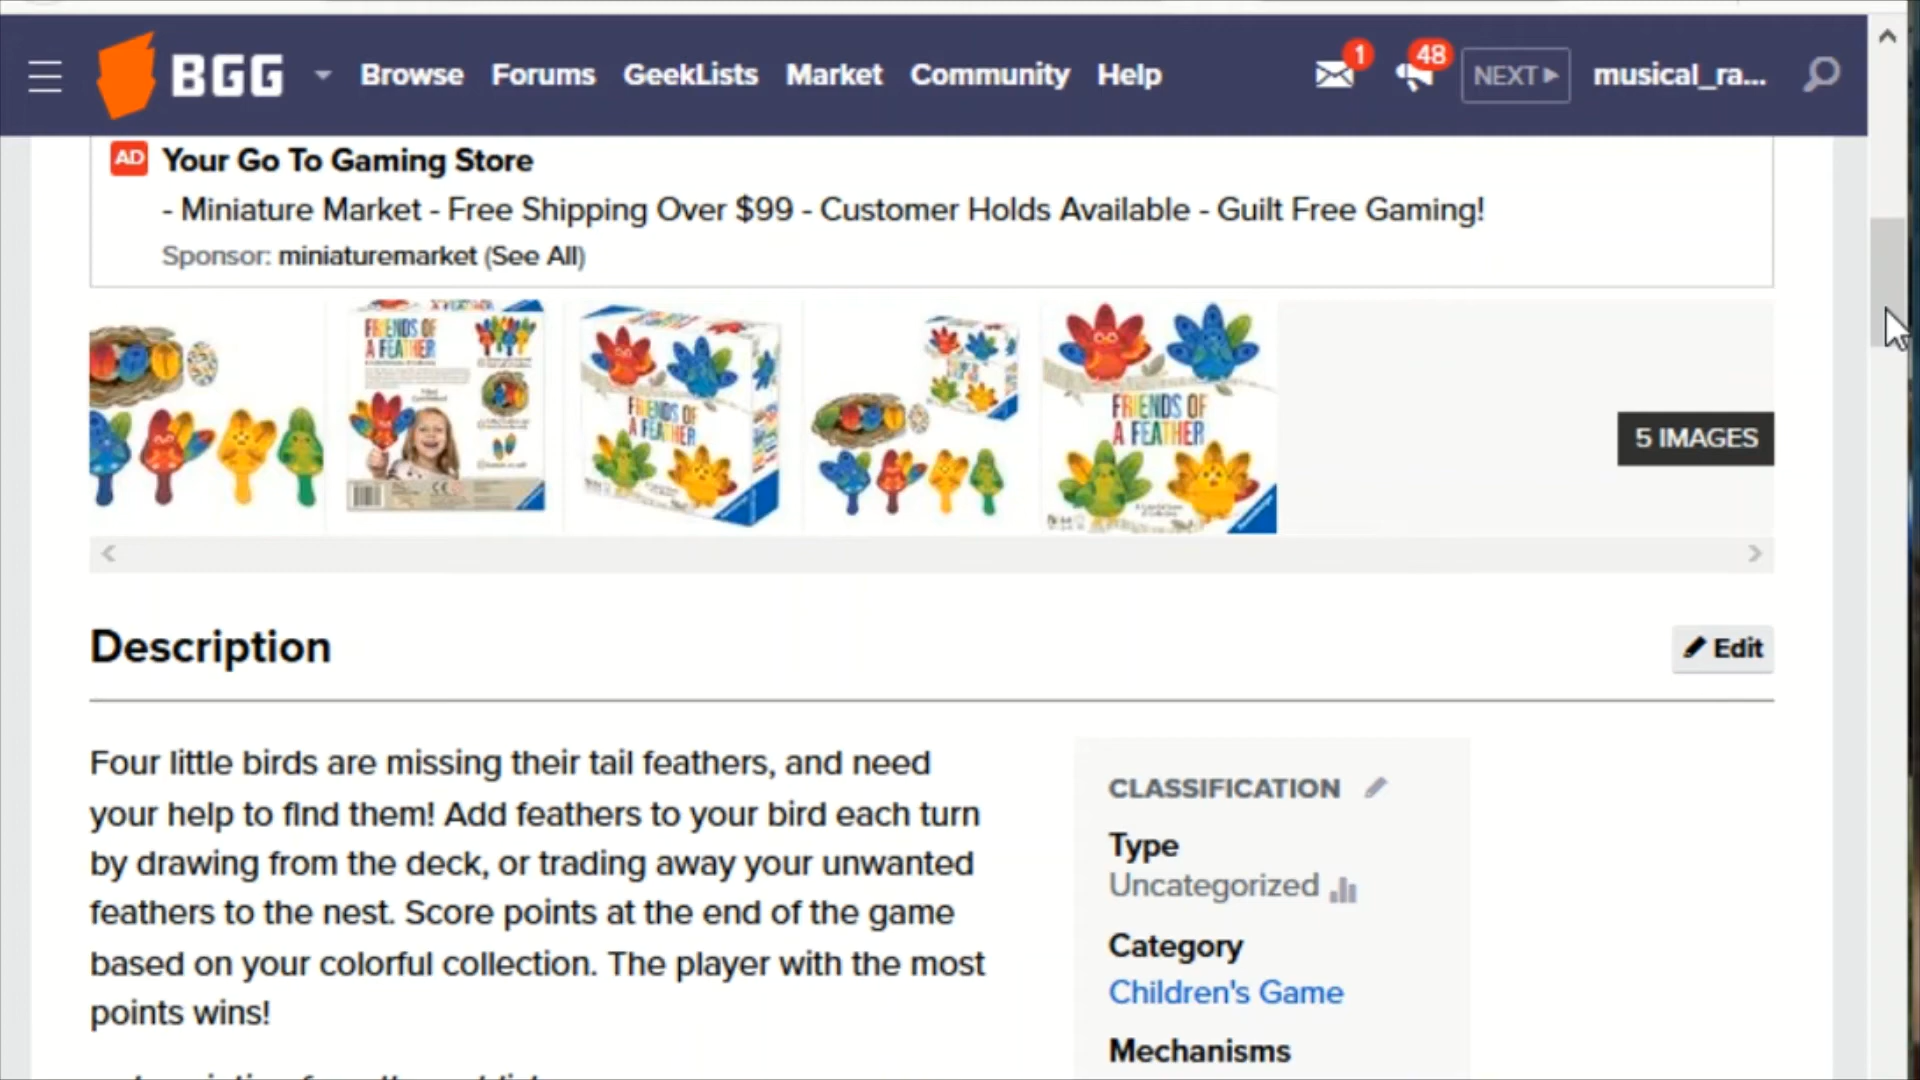 BGG Browse Forums GeekLists Market Community Help 1 48 NEXT musical_ra...
AD Your Go To Gaming Store
- Miniature Market - Free Shipping Over $99 - Customer Holds Available - Guilt Free Gaming!
Sponsor: miniaturemarket (See All)
FRIENDS OF
A FEATHER
FRIENDS OF
A FEATHER
FRIENDS OF
A FEATHER
5 IMAGES
Description
Edit
Four little birds are missing their tail feathers, and need
your help to find them! Add feathers to your bird each turn
by drawing from the deck, or trading away your unwanted
feathers to the nest. Score points at the end of the game
based on your colorful collection. The player with the most
points wins!
CLASSIFICATION
Type
Uncategorized
Category
Children's Game
Mechanisms